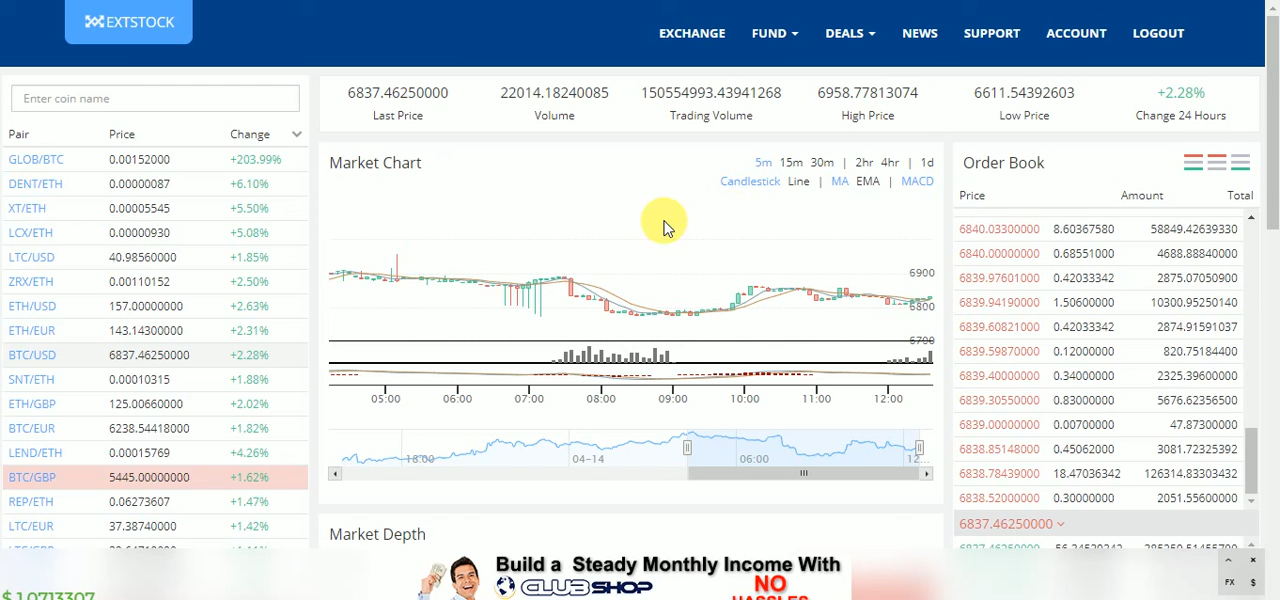 EXTSTOCK
EXCHANGE FUND DEALS NEWS SUPPORT ACCOUNT LOGOUT
Enter coin name
Pair Price Change
GLOB/BTC 0.00152000 +203.99%
DENT/ETH 0.00000087 +6.10%
XT/ETH 0.00005545 +5.50%
LCX/ETH 0.00000930 +5.08%
LTC/USD 40.98560000 +1.85%
ZRX/ETH 0.00110152 +2.50%
ETH/USD 157.00000000 +2.63%
ETH/EUR 143.14300000 +2.31%
BTC/USD 6837.46250000 +2.28%
SNT/ETH 0.00010315 +1.88%
ETH/GBP 125.00660000 +2.02%
BTC/EUR 6238.54418000 +1.82%
LEND/ETH 0.00015769 +4.26%
BTC/GBP 5445.00000000 +1.62%
REP/ETH 0.06273607 +1.47%
LTC/EUR 37.38740000 +1.42%
6837.46250000 22014.18240085 150554993.43941268 6958.77813074 6611.54392603 +2.28%
Last Price Volume Trading Volume High Price Low Price Change 24 Hours
Market Chart
5m 15m 30m | 2hr 4hr | 1d
Candlestick Line | MA EMA | MACD
6900
6800
6700
05:00 06:00 07:00 08:00 09:00 10:00 11:00 12:00
18:00 04-14 06:00 12...
Market Depth
Order Book
Price Amount Total
6840.03300000 8.60367580 58849.42639330
6840.00000000 0.68551000 4688.88840000
6839.97601000 0.42033342 2875.07050900
6839.94190000 1.50600000 10300.95250140
6839.60821000 0.42033342 2874.91591037
6839.59870000 0.12000000 820.75184400
6839.40000000 0.34000000 2325.39600000
6839.30550000 0.83000000 5676.62356500
6839.00000000 0.00700000 47.87300000
6838.85148000 0.45062000 3081.72325392
6838.78439000 18.47036342 126314.83303432
6838.52000000 0.30000000 2051.55600000
6837.46250000
Build a Steady Monthly Income With
CLUBSHOP NO
HASSLES
FX $
$ 1.0713307